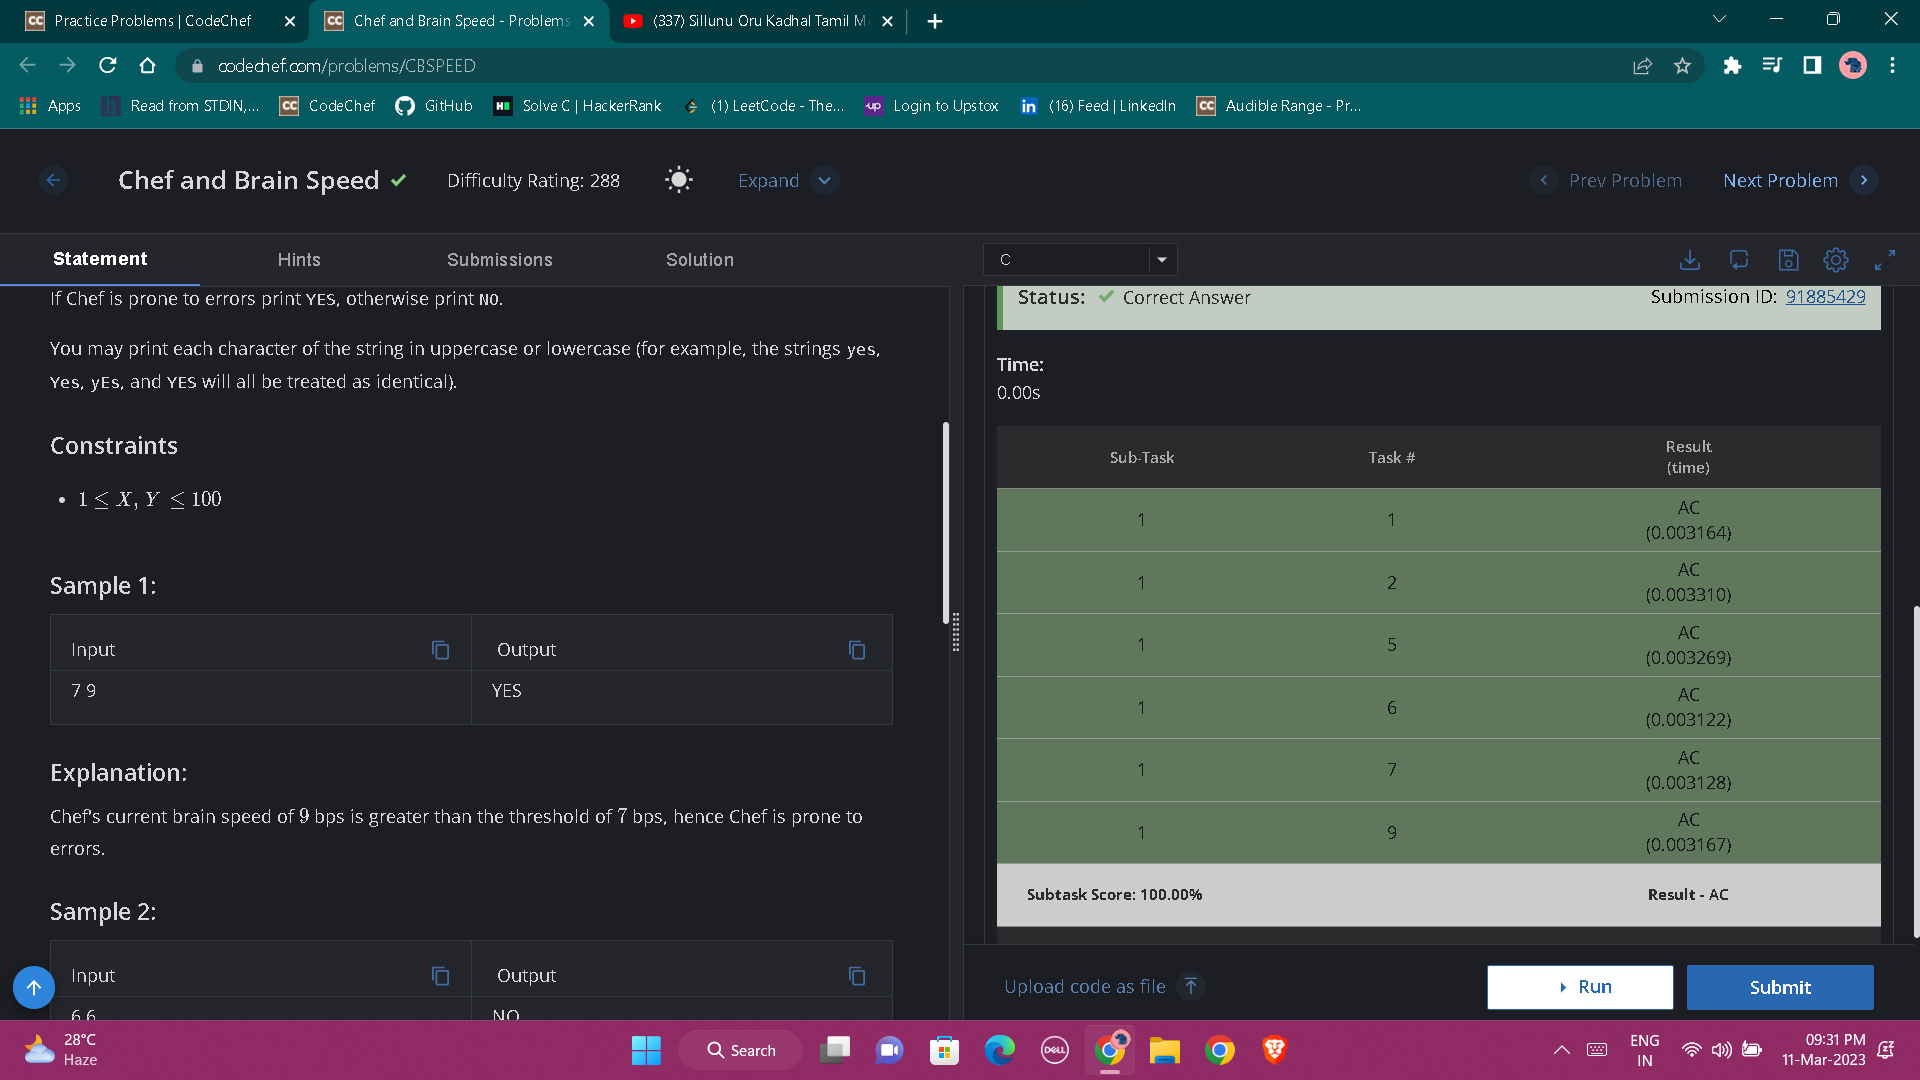 Practice Problems | CodeChef
Chef and Brain Speed - Problems
(337) Sillunu Oru Kadhal Tamil M
codechef.com/problems/CBSPEED
Apps
Read from STDIN,...
CodeChef
GitHub
Solve C | HackerRank
(1) LeetCode - The...
Login to Upstox
(16) Feed | LinkedIn
Audible Range - Pr...
Chef and Brain Speed
Difficulty Rating: 288
Expand
Prev Problem
Next Problem
Statement
Hints
Submissions
Solution
C
If Chef is prone to errors print YES, otherwise print NO.
You may print each character of the string in uppercase or lowercase (for example, the strings yes,
Yes, yEs, and YES will all be treated as identical).
Constraints
• 1 ≤ X, Y ≤ 100
Sample 1:
Input
Output
7 9
YES
Explanation:
Chef's current brain speed of 9 bps is greater than the threshold of 7 bps, hence Chef is prone to
errors.
Sample 2:
Input
Output
6 6
NO
Status: Correct Answer
Submission ID: 91885429
Time:
0.00s
Sub-Task
Task #
Result
(time)
1
1
AC
(0.003164)
1
2
AC
(0.003310)
1
5
AC
(0.003269)
1
6
AC
(0.003122)
1
7
AC
(0.003128)
1
9
AC
(0.003167)
Subtask Score: 100.00%
Result - AC
Upload code as file
Run
Submit
28°C
Haze
Search
DELL
ENG
IN
09:31 PM
11-Mar-2023